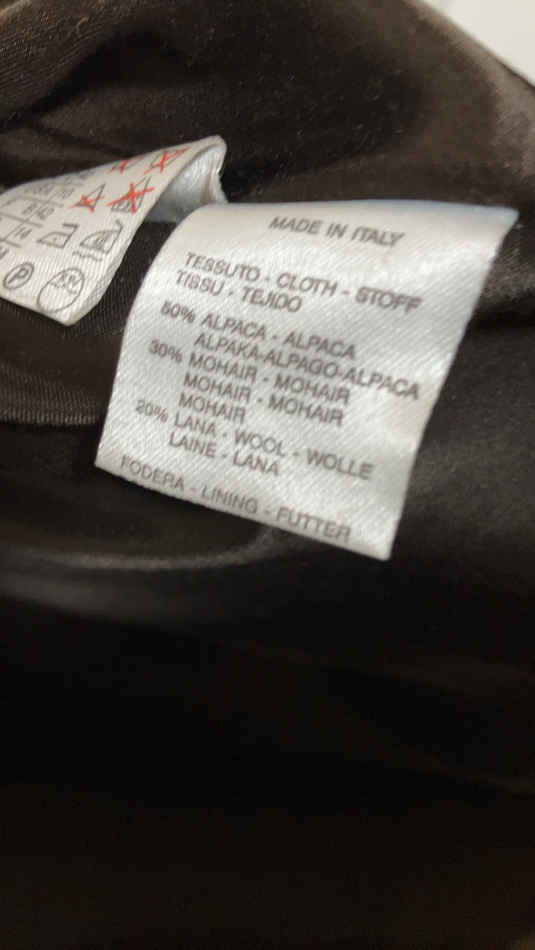 MADE IN ITALY
TESSUTO - CLOTH - STOFF
TISSU - TEJIDO
50% ALPACA - ALPACA
ALPAKA-ALPAGO-ALPACA
30% MOHAIR - MOHAIR
MOHAIR - MOHAIR
MOHAIR
20% LANA - WOOL - WOLLE
LAINE - LANA
FODERA - LINING - FUTTER
14
P